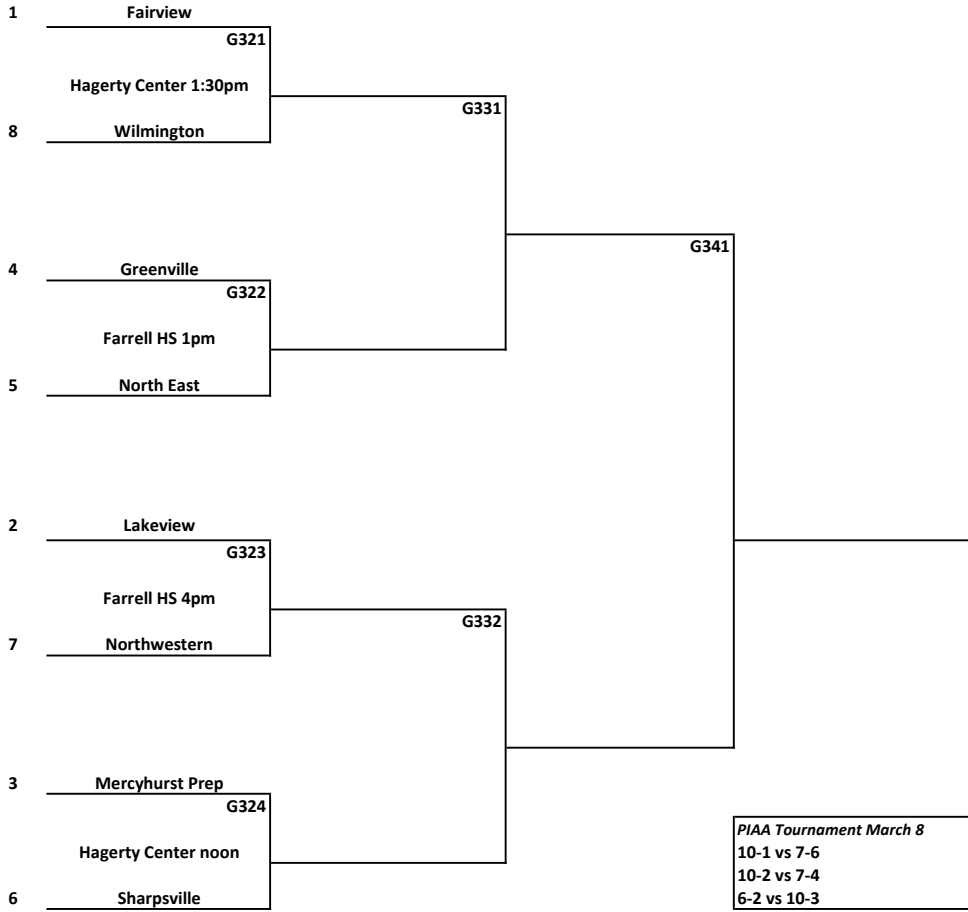 1 Fairview
G321
Hagerty Center 1:30pm
G331
8 Wilmington
G341
4 Greenville
G322
Farrell HS 1pm
5 North East
2 Lakeview
G323
Farrell HS 4pm
G332
7 Northwestern
3 Mercyhurst Prep
G324
Hagerty Center noon
6 Sharpsville
PIAA Tournament March 8
10-1 vs 7-6
10-2 vs 7-4
6-2 vs 10-3